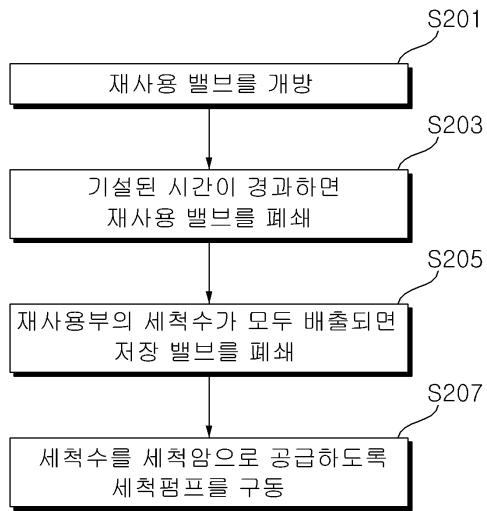 S201
재사용 밸브를 개방
S203
기설된 시간이 경과하면
재사용 밸브를 폐쇄
S205
재사용부의 세척수가 모두 배출되면
저장 밸브를 폐쇄
S207
세척수를 세척암으로 공급하도록
세척펌프를 구동